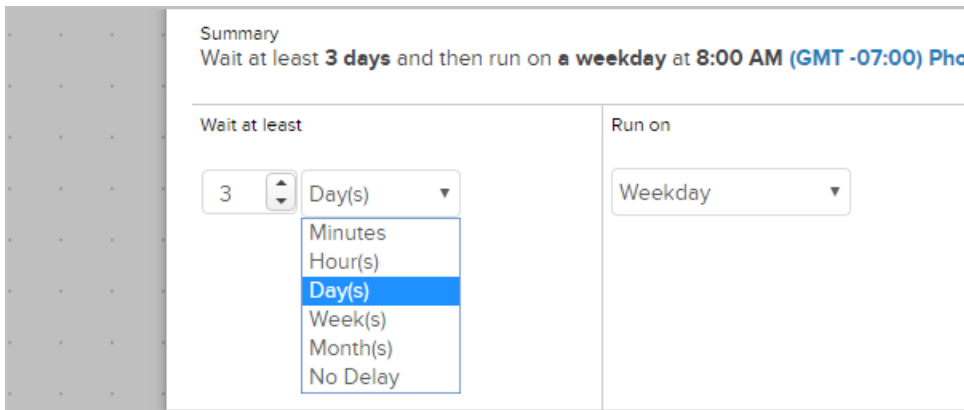 Summary
Wait at least 3 days and then run on a weekday at 8:00 AM (GMT -07:00) Pho
Wait at least
Run on
3
Day(s)
Weekday
Minutes
Hour(s)
Day(s)
Week(s)
Month(s)
No Delay